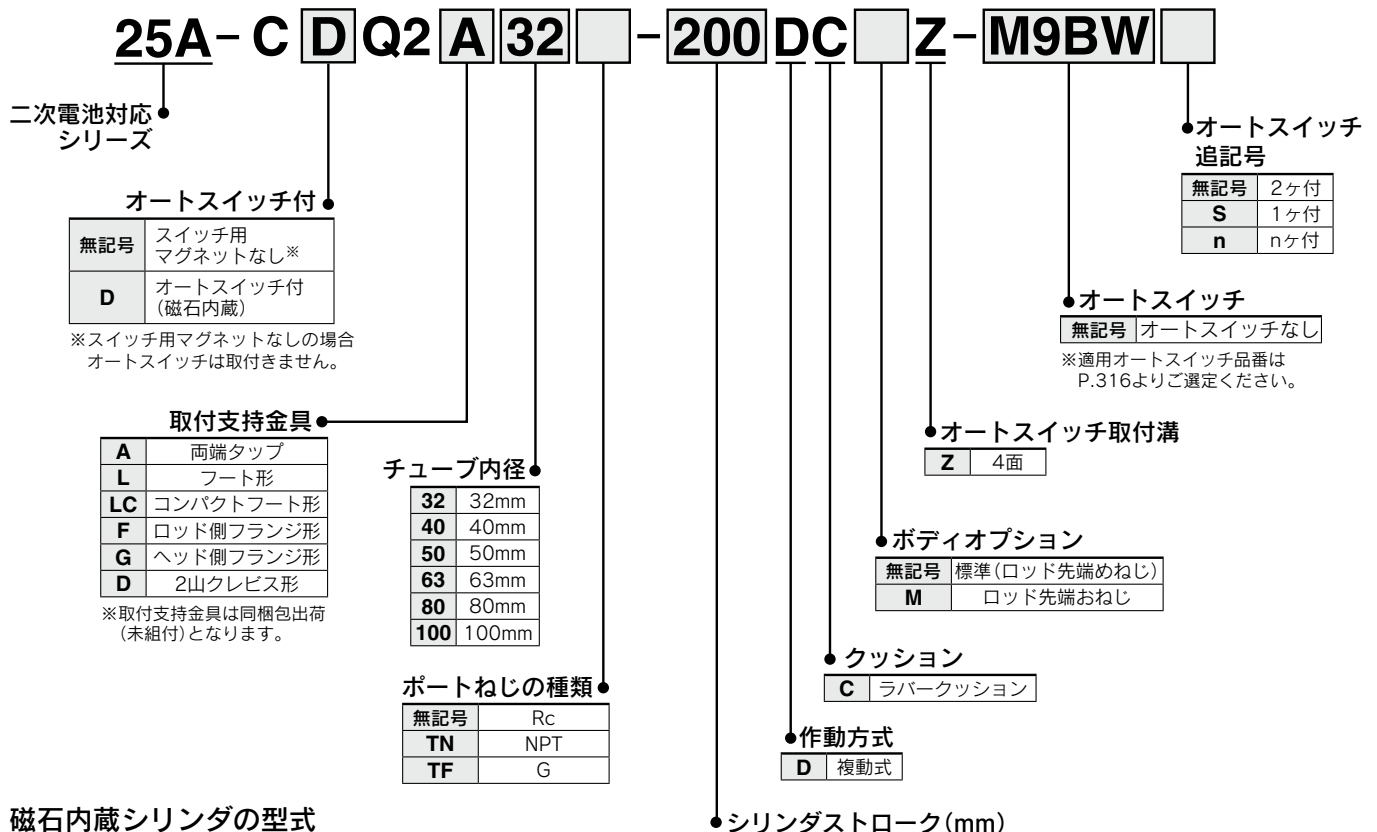 25A-CDQ2A32-200DCZ-M9BW
二次電池対応
シリーズ
オートスイッチ付
無記号 スイッチ用
マグネットなし※
D オートスイッチ付
(磁石内蔵)
※スイッチ用マグネットなしの場合
オートスイッチは取付きません。
取付支持金具
A 両端タップ
L フート形
LC コンパクトフート形
F ロッド側フランジ形
G ヘッド側フランジ形
D 2山クレビス形
※取付支持金具は同梱包出荷
(未組付)となります。
チューブ内径
32 32mm
40 40mm
50 50mm
63 63mm
80 80mm
100 100mm
ポートねじの種類
無記号 Rc
TN NPT
TF G
オートスイッチ
追記号
無記号 2ヶ付
S 1ヶ付
n nヶ付
オートスイッチ
無記号 オートスイッチなし
※適用オートスイッチ品番は
P.316よりご選定ください。
オートスイッチ取付溝
Z 4面
ボディオプション
無記号 標準(ロッド先端めねじ)
M ロッド先端おねじ
クッション
C ラバークッション
作動方式
D 複動式
磁石内蔵シリンダの型式
シリンダストローク(mm)